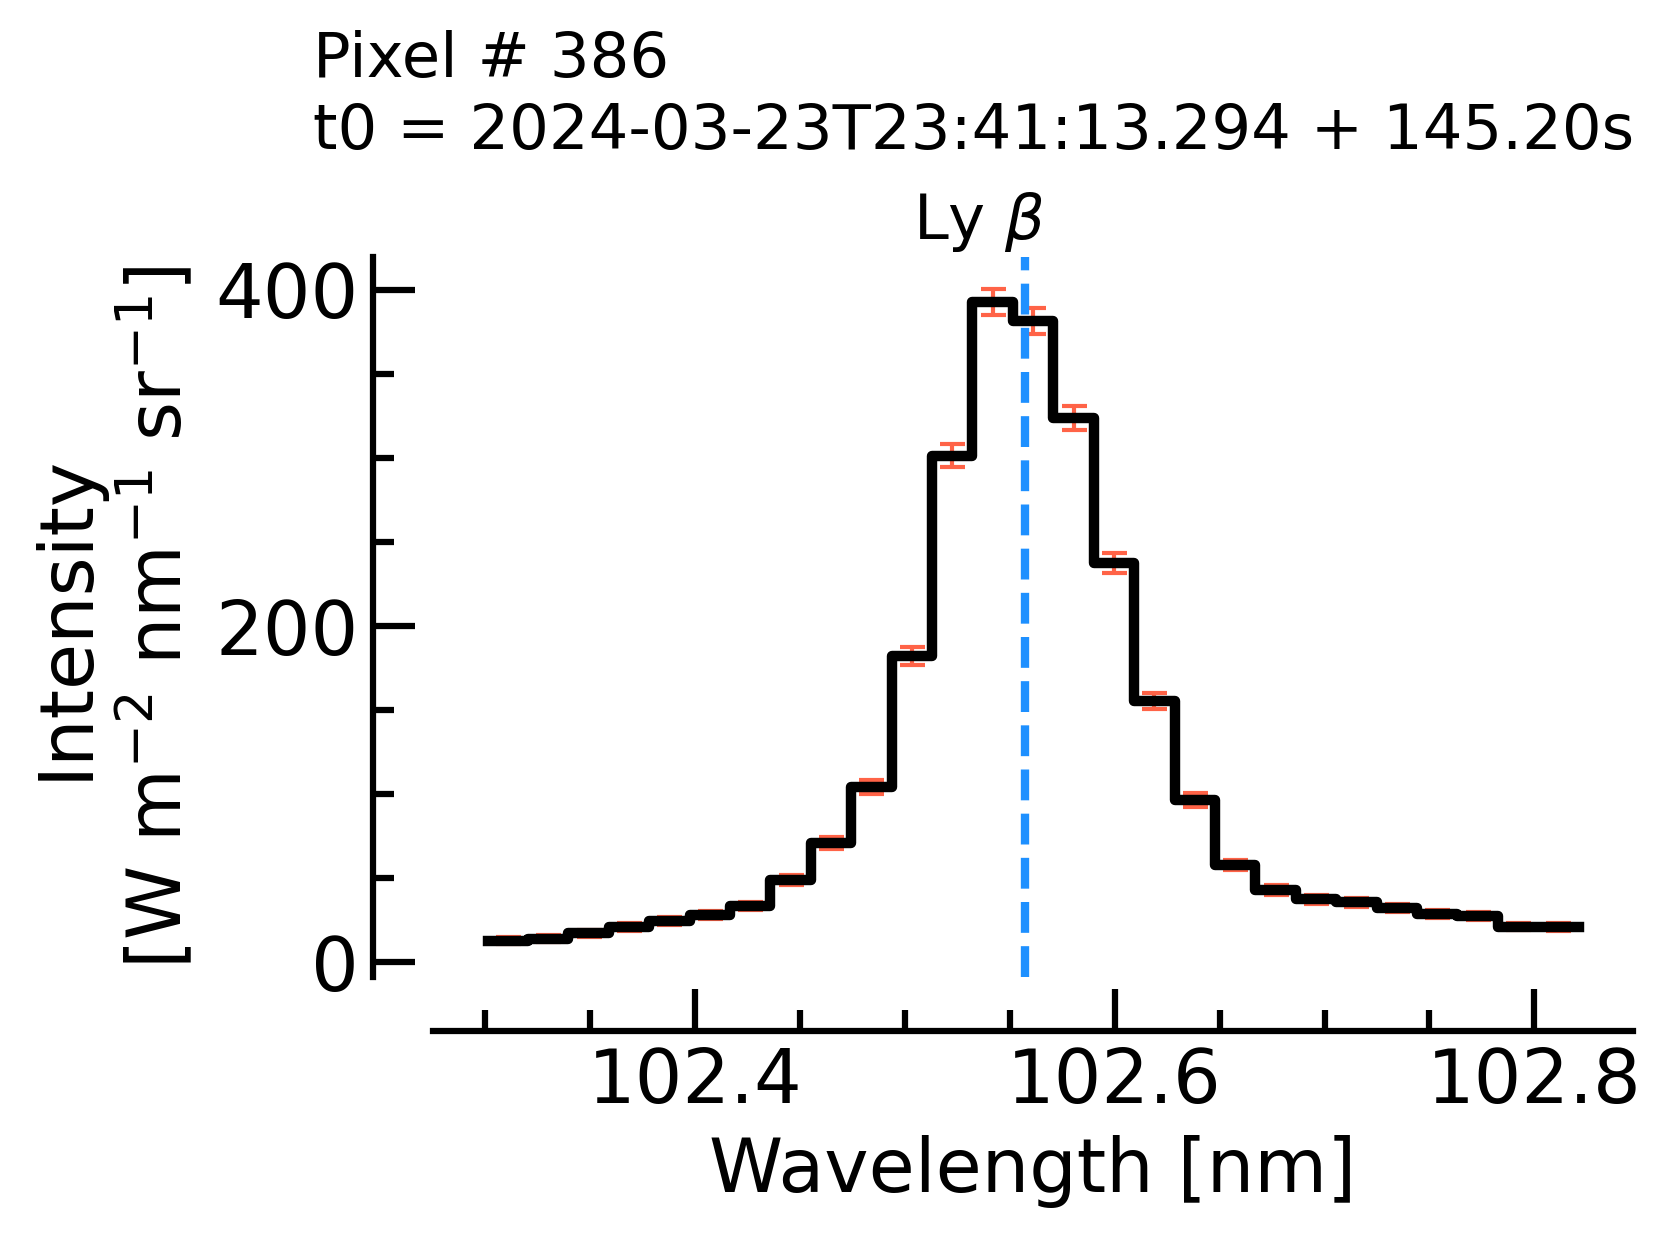 Pixel # 386
t0 = 2024-03-23T23:41:13.294 + 145.20s
Ly β
400
200
0
Intensity
[W m⁻² nm⁻¹ sr⁻¹]
102.4 102.6 102.8
Wavelength [nm]